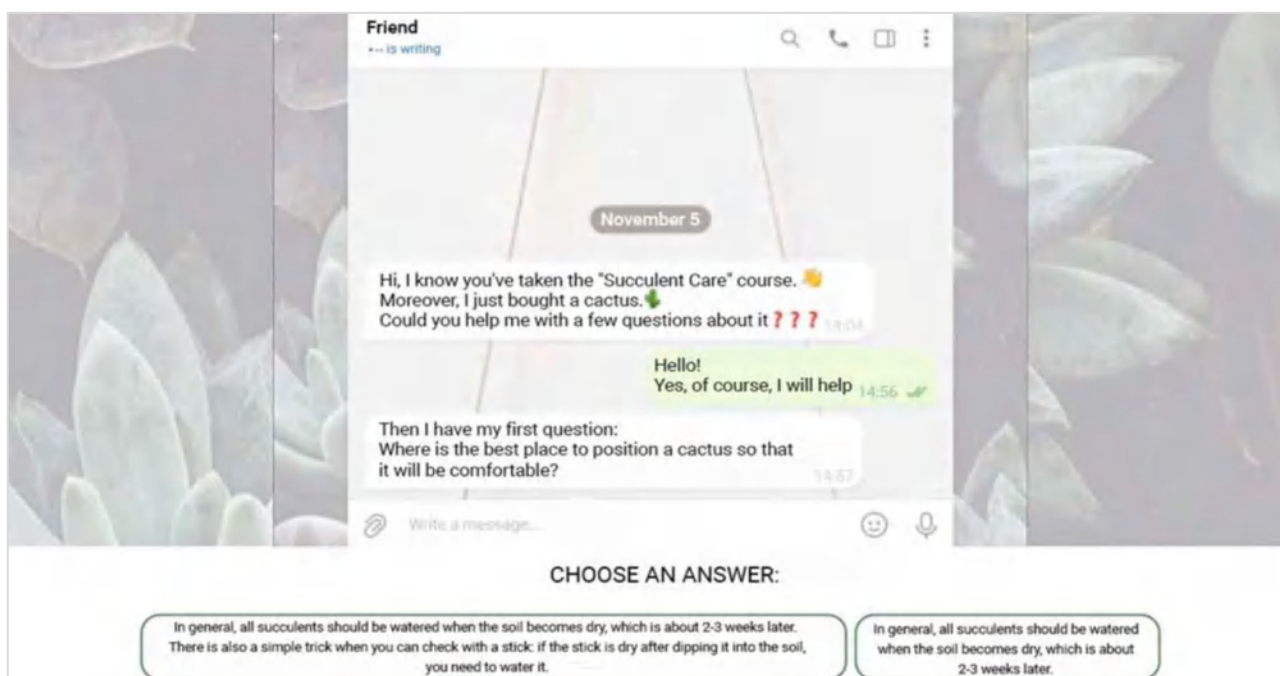 Friend
is writing
November 5
Hi, I know you've taken the "Succulent Care" course. 👋
Moreover, I just bought a cactus.🌵
Could you help me with a few questions about it❓❓❓ 14:04
Hello!
Yes, of course, I will help 14:56
Then I have my first question:
Where is the best place to position a cactus so that
it will be comfortable?
14:57
Write a message...
CHOOSE AN ANSWER:
In general, all succulents should be watered when the soil becomes dry, which is about 2-3 weeks later.
There is also a simple trick when you can check with a stick: if the stick is dry after dipping it into the soil,
you need to water it.
In general, all succulents should be watered
when the soil becomes dry, which is about
2-3 weeks later.